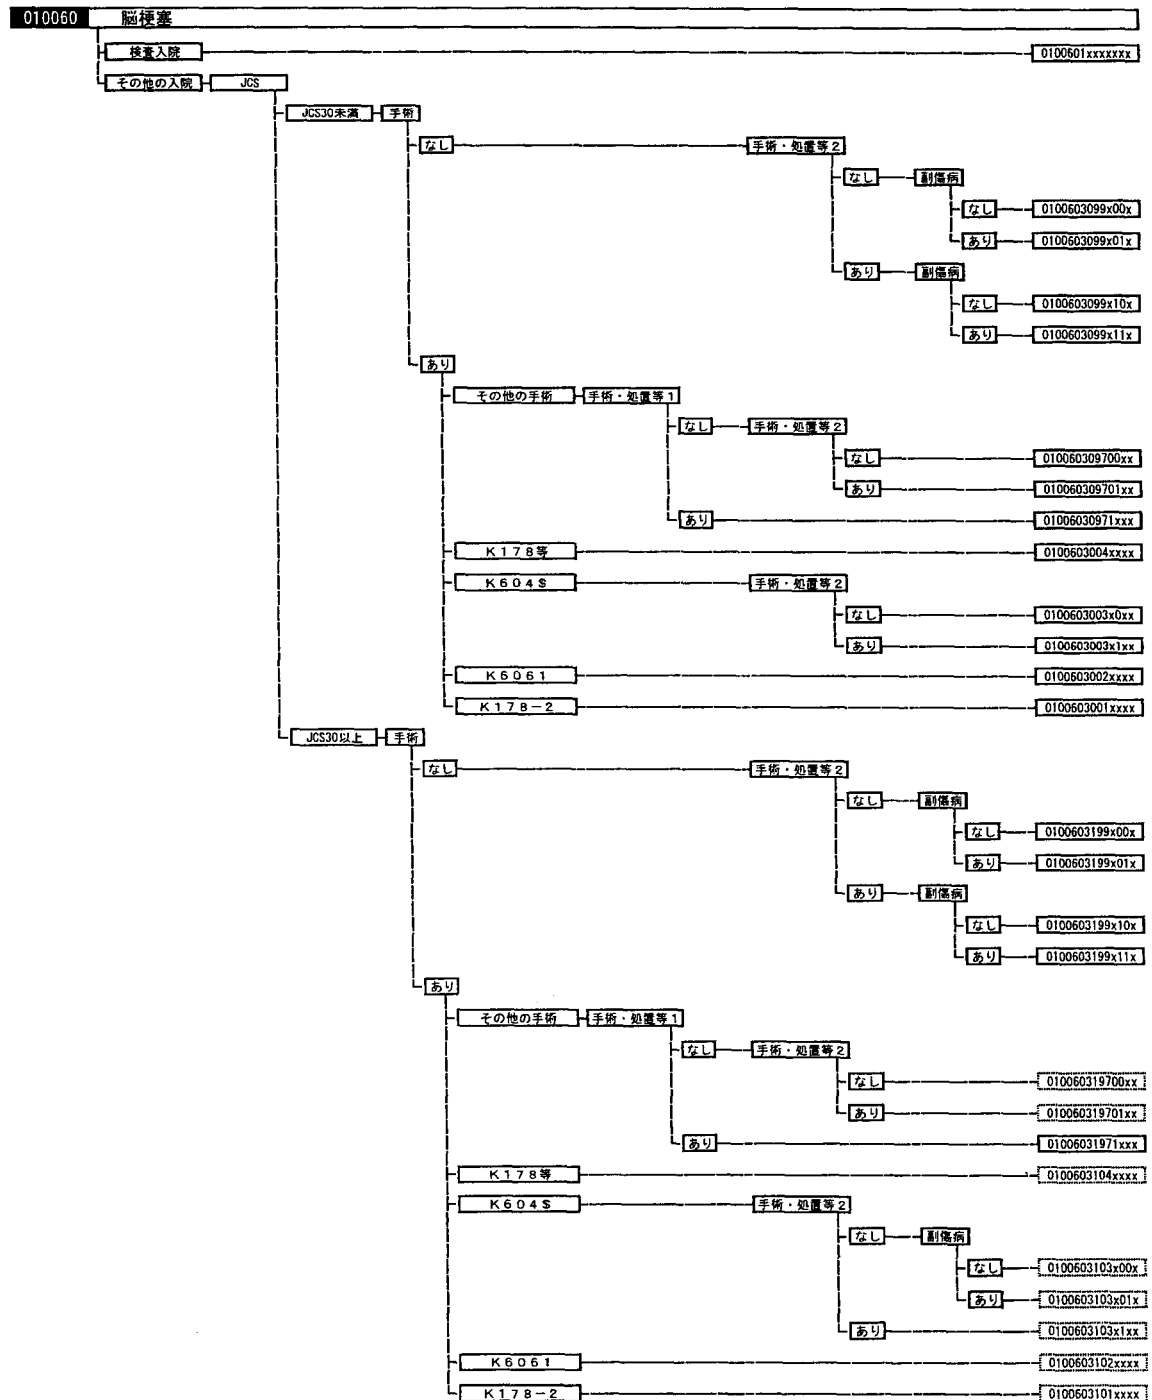 010060 脳梗塞
検査入院 0100601xxxxxxx
その他の入院 JCS
JCS30未満 手術
なし 手術・処置等2
なし 副傷病
なし 0100603099x00x
あり 0100603099x01x
あり 副傷病
なし 0100603099x10x
あり 0100603099x11x
あり
その他の手術 手術・処置等1
なし 手術・処置等2
なし 010060309700xx
あり 010060309701xx
あり 01006030971xxx
K178等 0100603004xxxx
K604$ 手術・処置等2
なし 0100603003x0xx
あり 0100603003x1xx
K6061 0100603002xxxx
K178-2 0100603001xxxx
JCS30以上 手術
なし 手術・処置等2
なし 副傷病
なし 0100603199x00x
あり 0100603199x01x
あり 副傷病
なし 0100603199x10x
あり 0100603199x11x
あり
その他の手術 手術・処置等1
なし 手術・処置等2
なし 010060319700xx
あり 010060319701xx
あり 01006031971xxx
K178等 0100603104xxxx
K604$ 手術・処置等2
なし 副傷病
なし 0100603103x00x
あり 0100603103x01x
あり 0100603103x1xx
K6061 0100603102xxxx
K178-2 0100603101xxxx